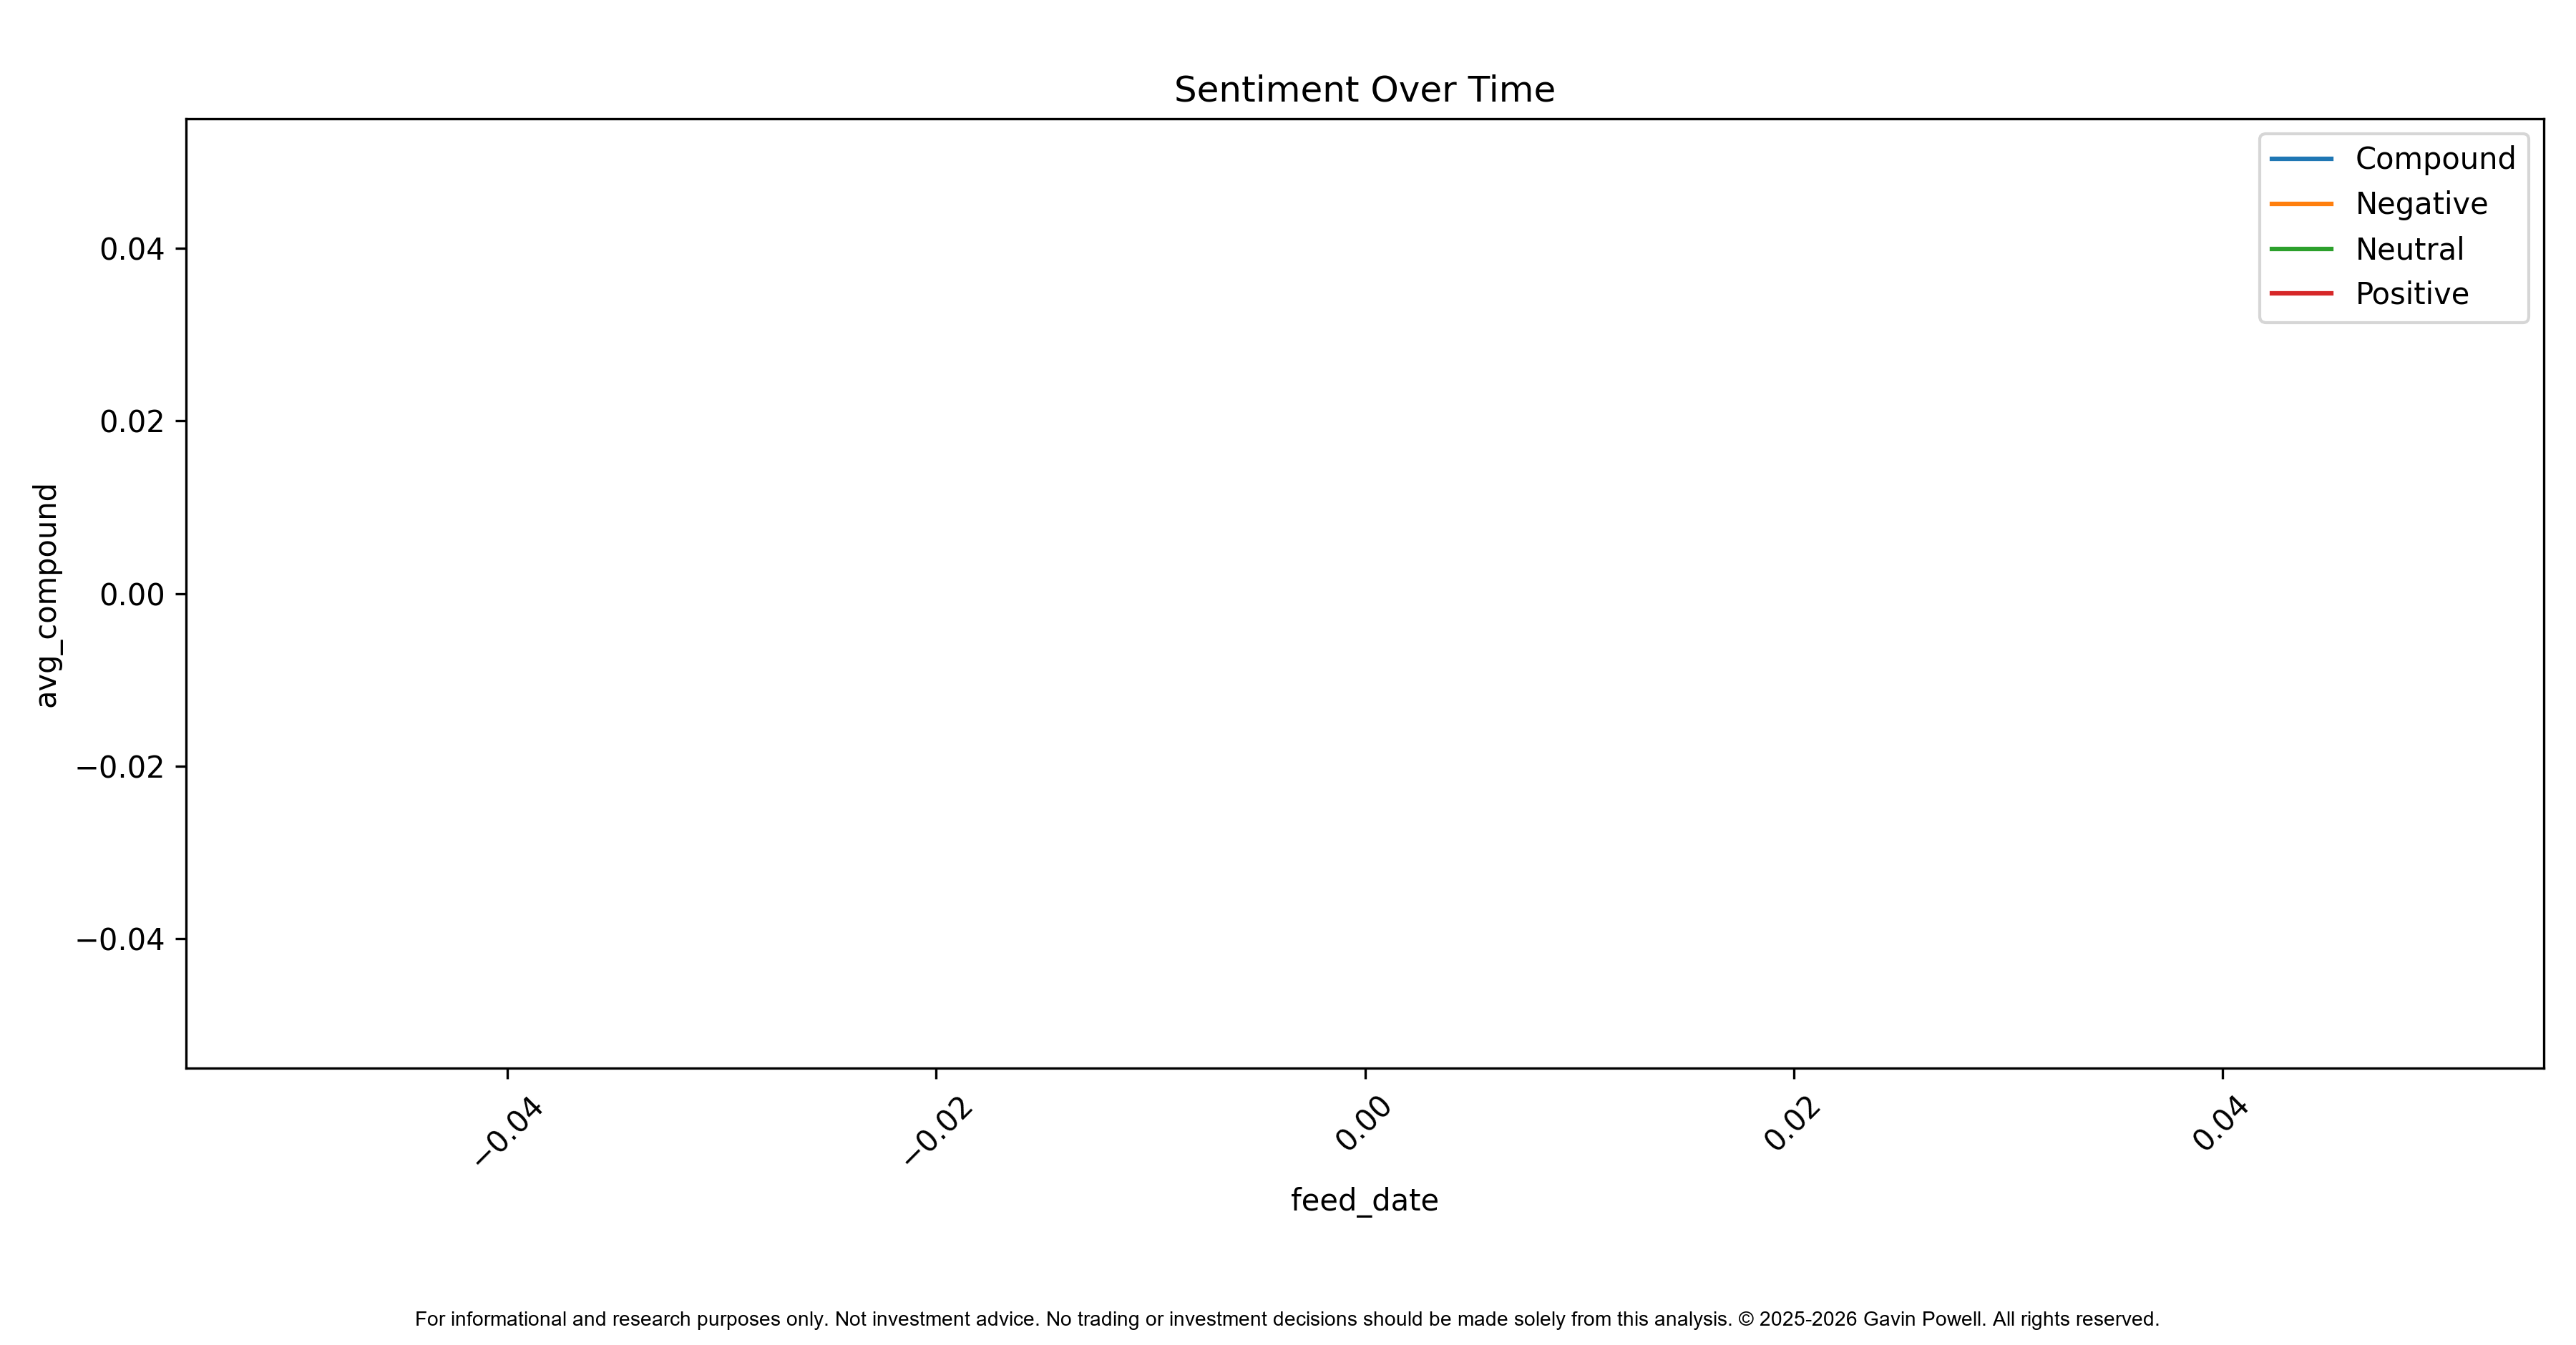 Sentiment Over Time
Compound
Negative
Neutral
Positive
0.04
0.02
0.00
−0.02
−0.04
avg_compound
−0.04
−0.02
0.00
0.02
0.04
feed_date
For informational and research purposes only. Not investment advice. No trading or investment decisions should be made solely from this analysis. © 2025-2026 Gavin Powell. All rights reserved.